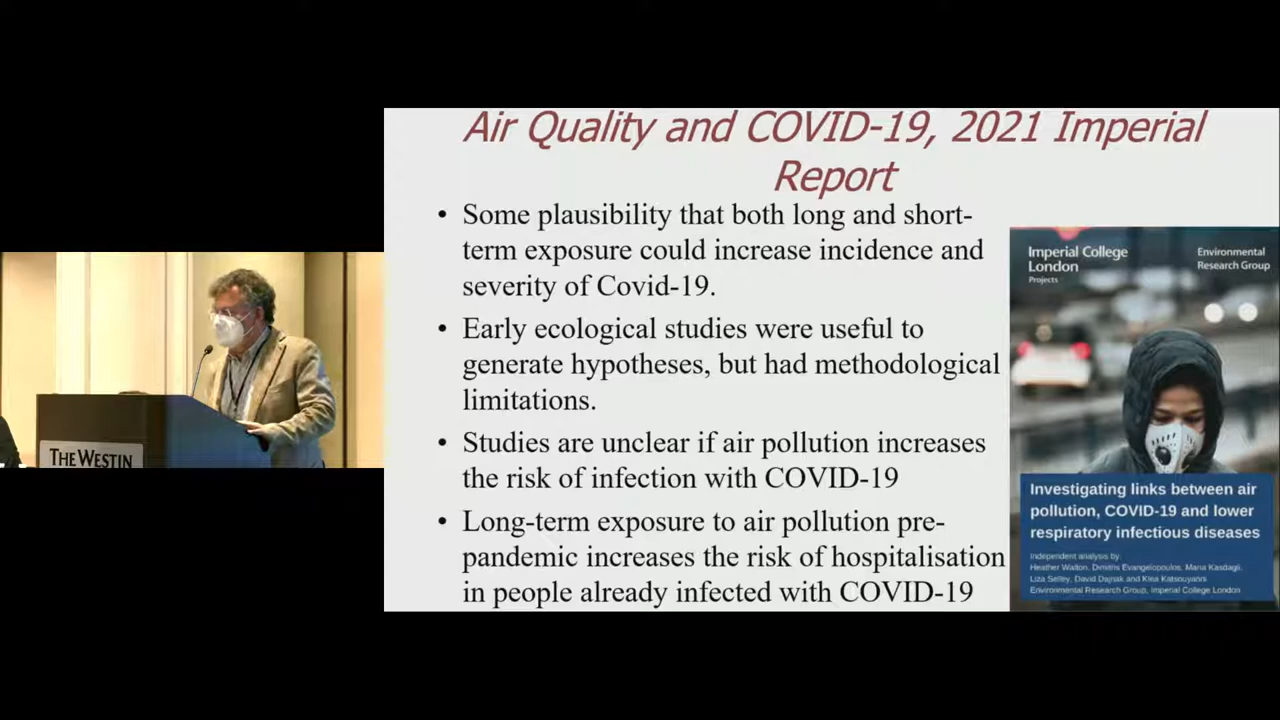 Air Quality and COVID-19, 2021 Imperial
Report
• Some plausibility that both long and short-
term exposure could increase incidence and
severity of Covid-19.
• Early ecological studies were useful to
generate hypotheses, but had methodological
limitations.
• Studies are unclear if air pollution increases
the risk of infection with COVID-19
• Long-term exposure to air pollution pre-
pandemic increases the risk of hospitalisation
in people already infected with COVID-19
Imperial College
London
Projects
Environmental
Research Group
Investigating links between air
pollution, COVID-19 and lower
respiratory infectious diseases
Independent analysis by:
Heather Walton, Dimitris Evangelopoulos, Maria Kasdagli,
Liza Selley, David Dajnak and Klea Katsouyanni
Environmental Research Group, Imperial College London
THE WESTIN